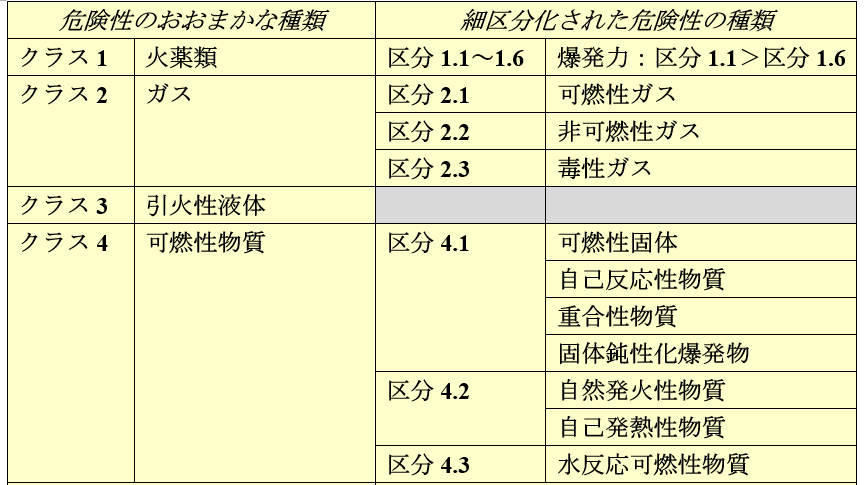 危険性のおおまかな種類 細区分化された危険性の種類
クラス1 火薬類 区分 1.1〜1.6 爆発力：区分 1.1＞区分 1.6
クラス2 ガス 区分 2.1 可燃性ガス
区分 2.2 非可燃性ガス
区分 2.3 毒性ガス
クラス3 引火性液体
クラス4 可燃性物質 区分 4.1 可燃性固体
自己反応性物質
重合性物質
固体鈍性化爆発物
区分 4.2 自然発火性物質
自己発熱性物質
区分 4.3 水反応可燃性物質